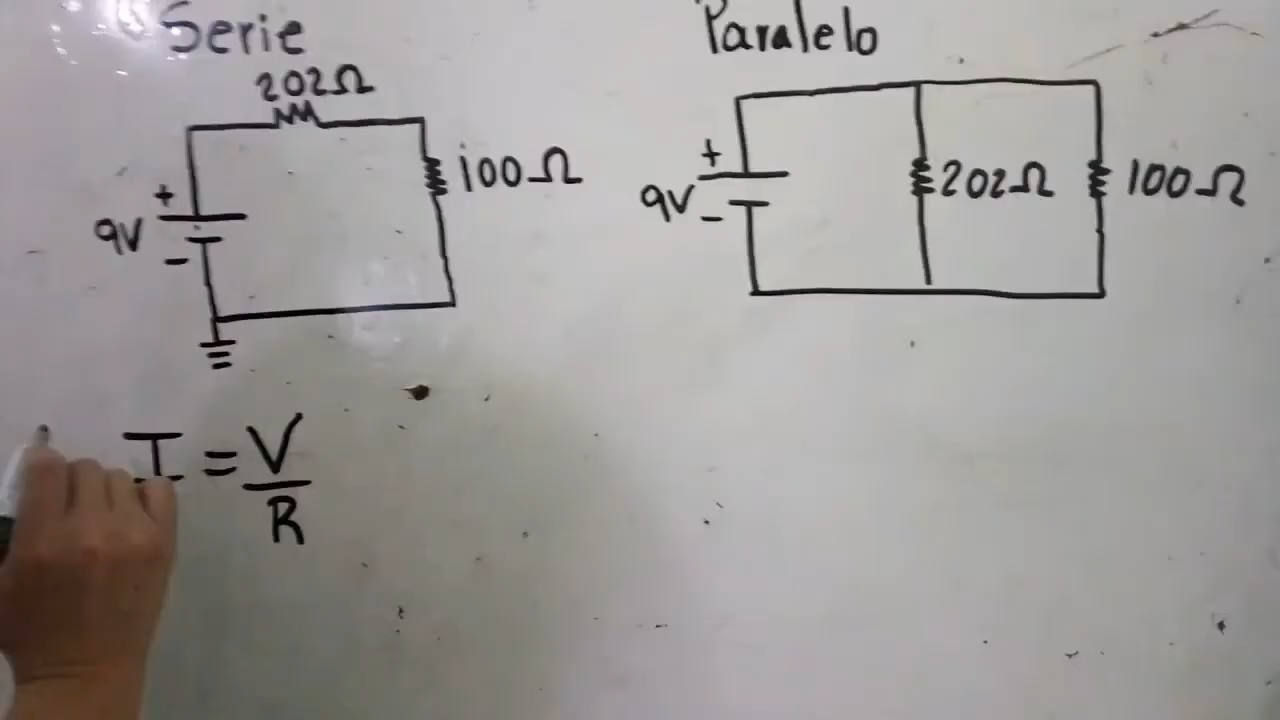 Serie
202Ω
100Ω
+
9V
-
I = V
R
Paralelo
+
9V
-
202Ω
100Ω